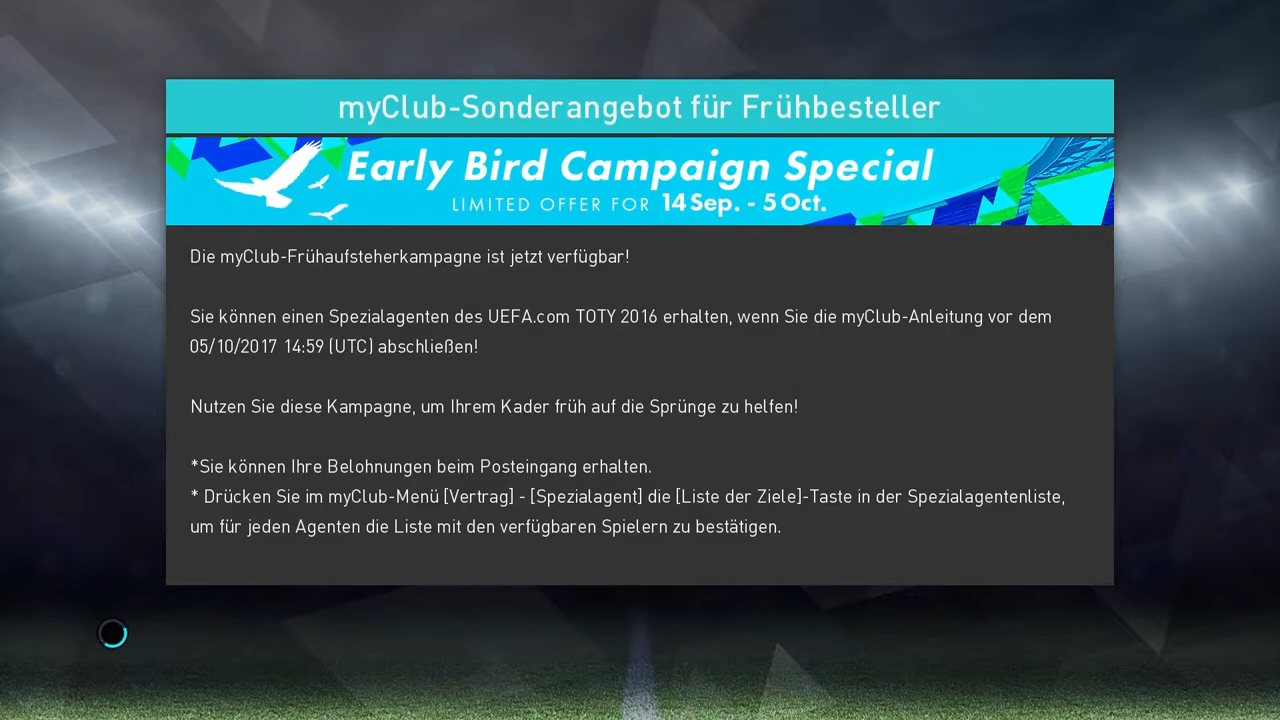 myClub-Sonderangebot für Frühbesteller
Early Bird Campaign Special
LIMITED OFFER FOR 14 Sep. - 5 Oct.
Die myClub-Frühaufsteherkampagne ist jetzt verfügbar!
Sie können einen Spezialagenten des UEFA.com TOTY 2016 erhalten, wenn Sie die myClub-Anleitung vor dem
05/10/2017 14:59 (UTC) abschließen!
Nutzen Sie diese Kampagne, um Ihrem Kader früh auf die Sprünge zu helfen!
*Sie können Ihre Belohnungen beim Posteingang erhalten.
* Drücken Sie im myClub-Menü [Vertrag] - [Spezialagent] die [Liste der Ziele]-Taste in der Spezialagentenliste,
um für jeden Agenten die Liste mit den verfügbaren Spielern zu bestätigen.